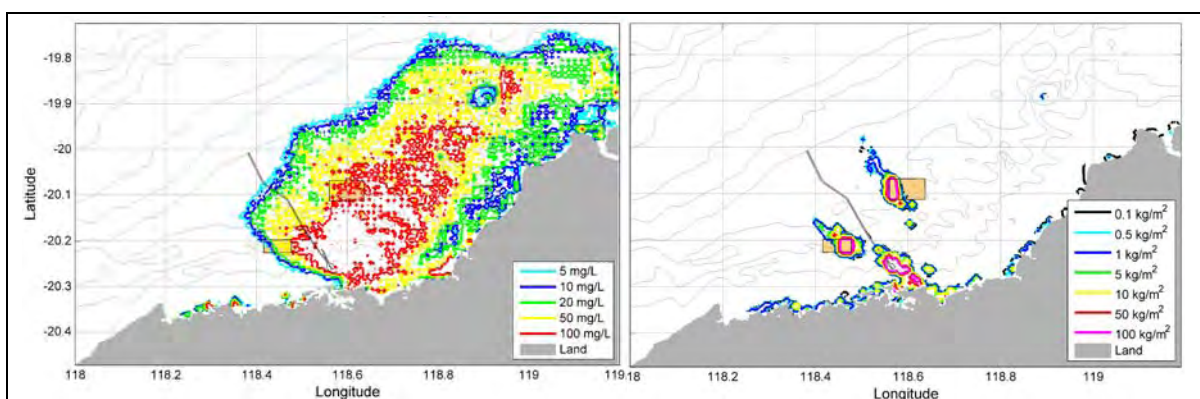 -19.8
-19.9
-20
-20.1
-20.2
-20.3
-20.4
Latitude
118
118.2
118.4
118.6
118.8
119
Longitude
5 mg/L
10 mg/L
20 mg/L
50 mg/L
100 mg/L
Land
119.18
118.2
118.4
118.6
118.8
119
Longitude
0.1 kg/m²
0.5 kg/m²
1 kg/m²
5 kg/m²
10 kg/m²
50 kg/m²
100 kg/m²
Land